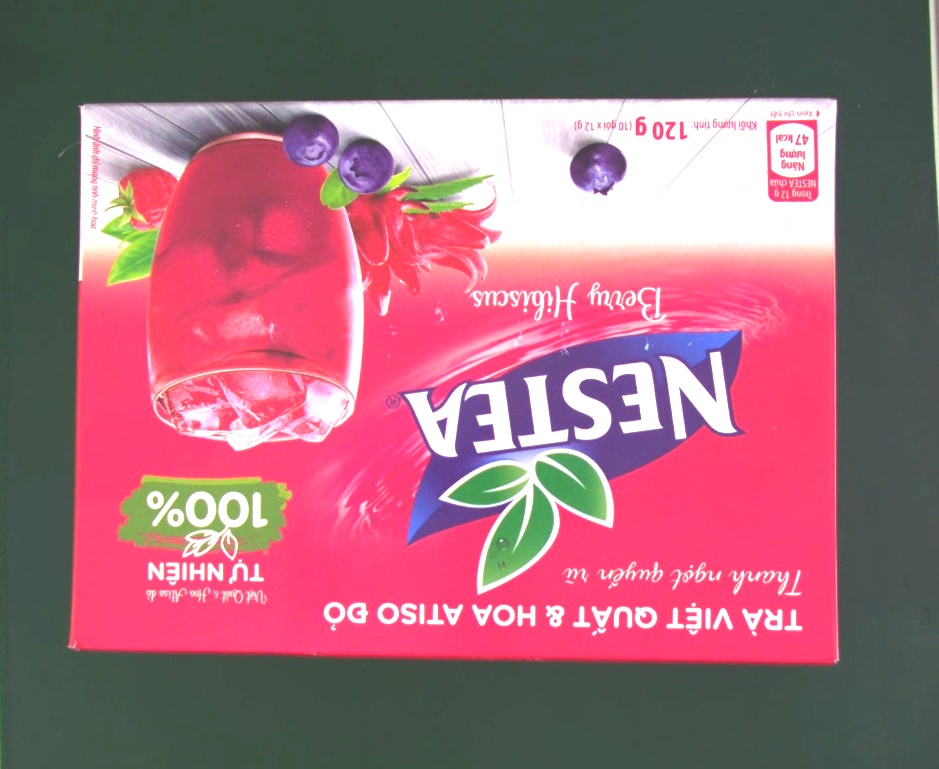 TRÀ VIỆT QUẤT & HOA ATISO ĐỎ
Thanh ngọt quyến rũ
NESTEA®
Berry Hibiscus
Việt Quất & Hoa Atiso đỏ
TỰ NHIÊN
100%
Trong 12 g
NESTEA chứa
Năng
lượng
47 kcal
Xem chi tiết
Khối lượng tịnh: 120 g (10 gói x 12 g)
Hình ảnh chỉ mang tính minh họa